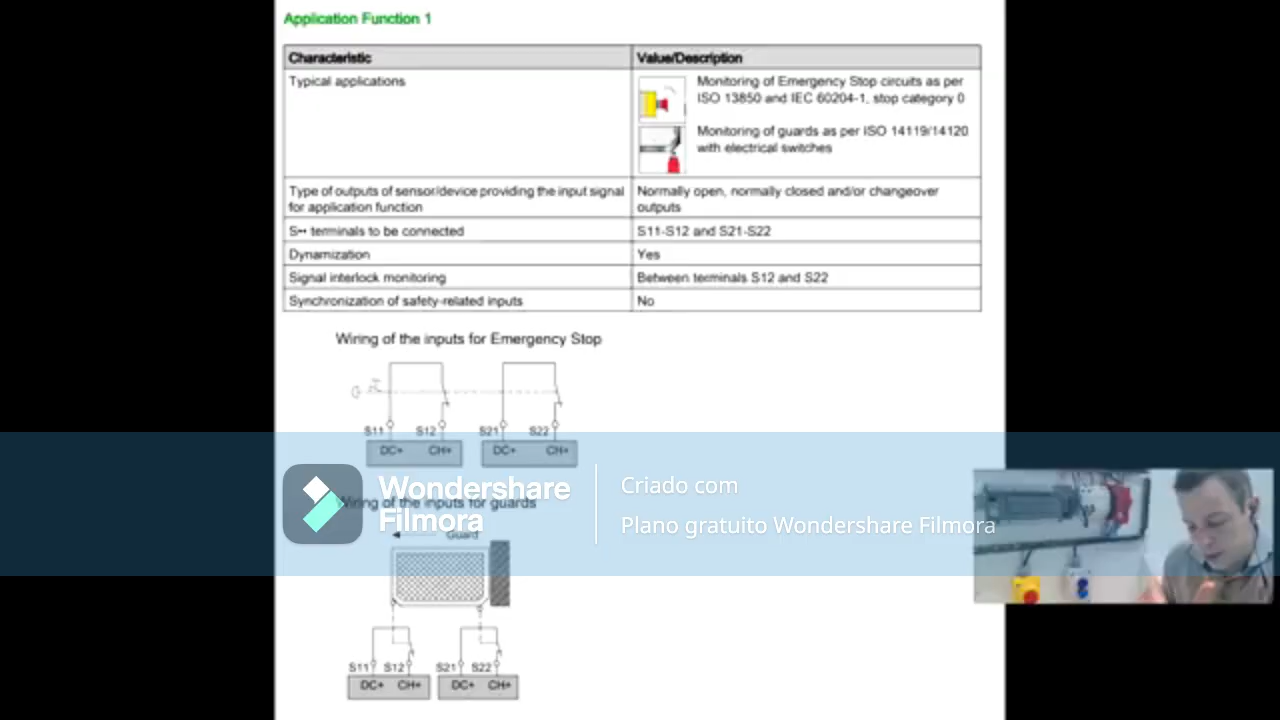 Application Function 1
Characteristic
Value/Description
Typical applications
Monitoring of Emergency Stop circuits as per
ISO 13850 and IEC 60204-1, stop category 0
Monitoring of guards as per ISO 14119/14120
with electrical switches
Type of outputs of sensor/device providing the input signal
for application function
Normally open, normally closed and/or changeover
outputs
S•• terminals to be connected
S11-S12 and S21-S22
Dynamization
Yes
Signal interlock monitoring
Between terminals S12 and S22
Synchronization of safety-related inputs
No
Wiring of the inputs for Emergency Stop
S11 S12 S21 S22
DC+ CH+ DC+ CH+
Wiring of the inputs for guards
Wondershare
Filmora
Criado com
Plano gratuito Wondershare Filmora
Guard
S11 S12 S21 S22
DC+ CH+ DC+ CH+